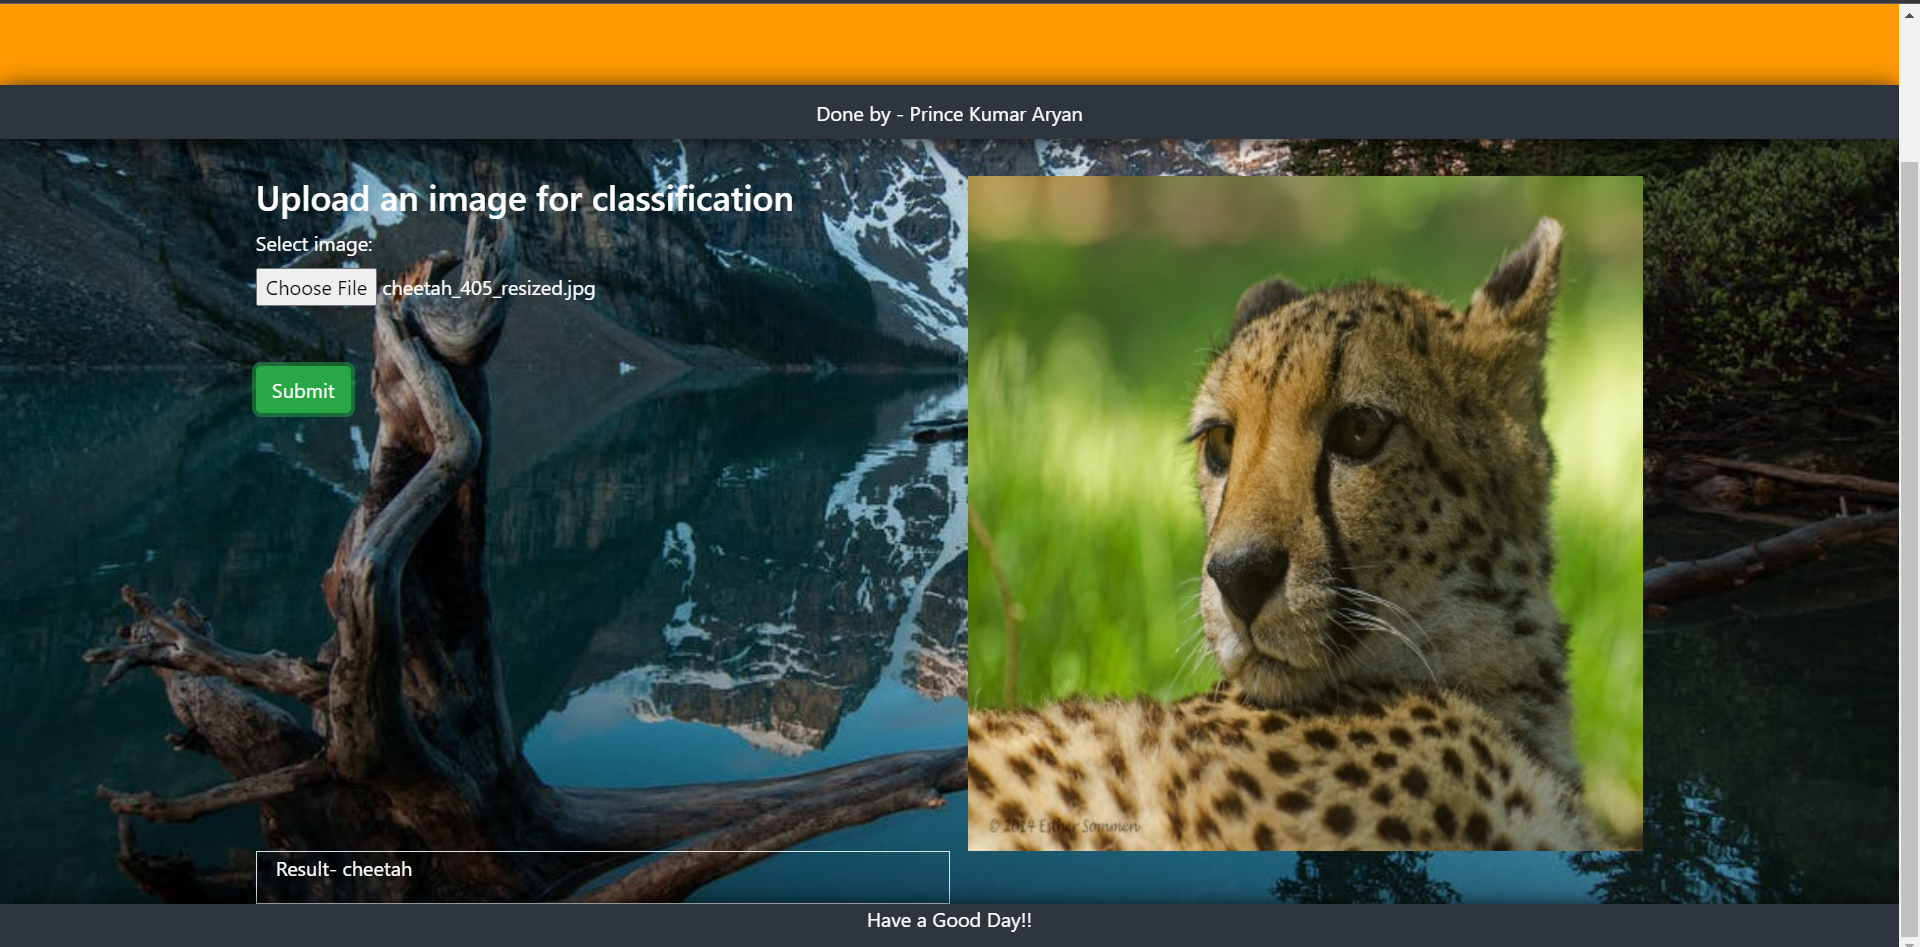 Done by - Prince Kumar Aryan
Upload an image for classification
Select image:
Choose File cheetah_405_resized.jpg
Submit
© 2014 Esther Sommen
Result- cheetah
Have a Good Day!!